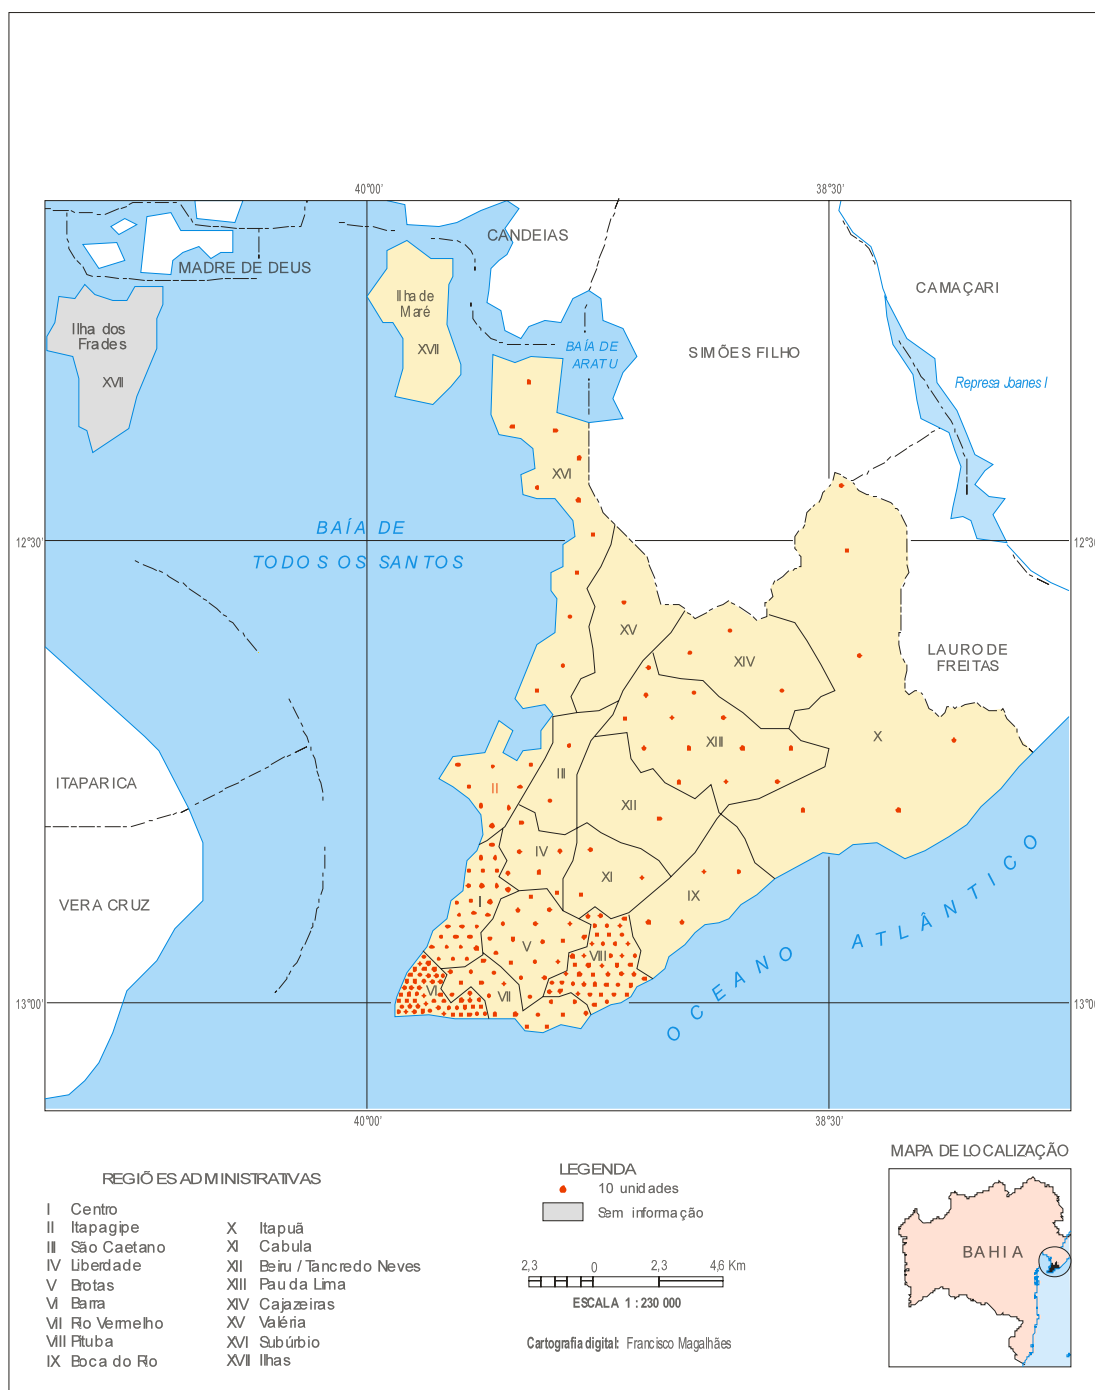 40°00'
38°30'
CANDEIAS
MADRE DE DEUS
CAMAÇARI
Ilha de
Maré
XVII
Ilha dos
Frades
XVII
BAÍA DE
ARATU
SIMÕES FILHO
Represa Joanes I
XVI
BAÍA DE
TODOS OS SANTOS
12°30'
12°30'
XV
XIV
LAURO DE
FREITAS
X
XIII
III
II
ITAPARICA
XII
IV
XI
IX
I
VERA CRUZ
V
VIII
VI
VII
OCEANO ATLÂNTICO
13°00'
13°00'
40°00'
38°30'
REGIÕES ADMINISTRATIVAS
I Centro
II Itapagipe
III São Caetano
IV Liberdade
V Brotas
VI Barra
VII Rio Vermelho
VIII Pituba
IX Boca do Rio
X Itapuã
XI Cabula
XII Beiru / Tancredo Neves
XIII Pau da Lima
XIV Cajazeiras
XV Valéria
XVI Subúrbio
XVII Ilhas
LEGENDA
10 unidades
Sem informação
2,3 0 2,3 4,6 Km
ESCALA 1 : 230 000
Cartografia digital: Francisco Magalhães
MAPA DE LOCALIZAÇÃO
BAHIA